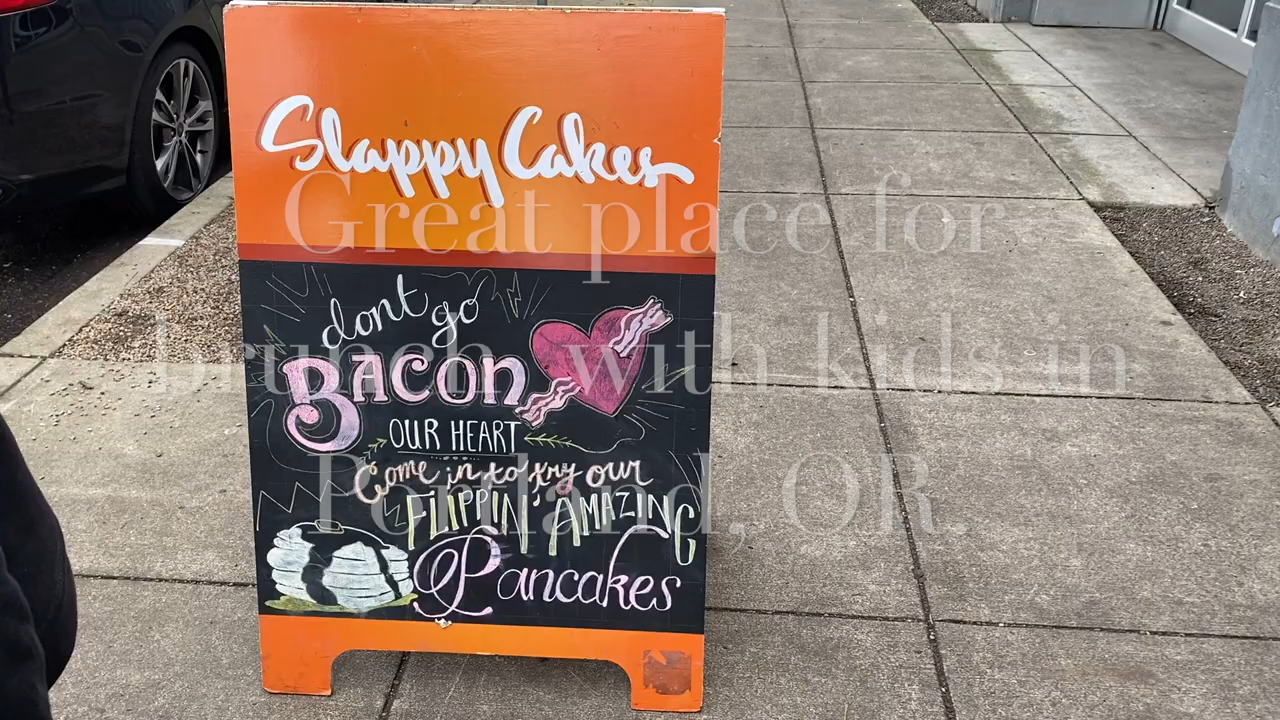 Slappy Cakes
Great place for
brunch with kids in
Portland, OR.
dont go
BACON
OUR HEART
Come in to try our
FLIPPIN' AMAZING
Pancakes